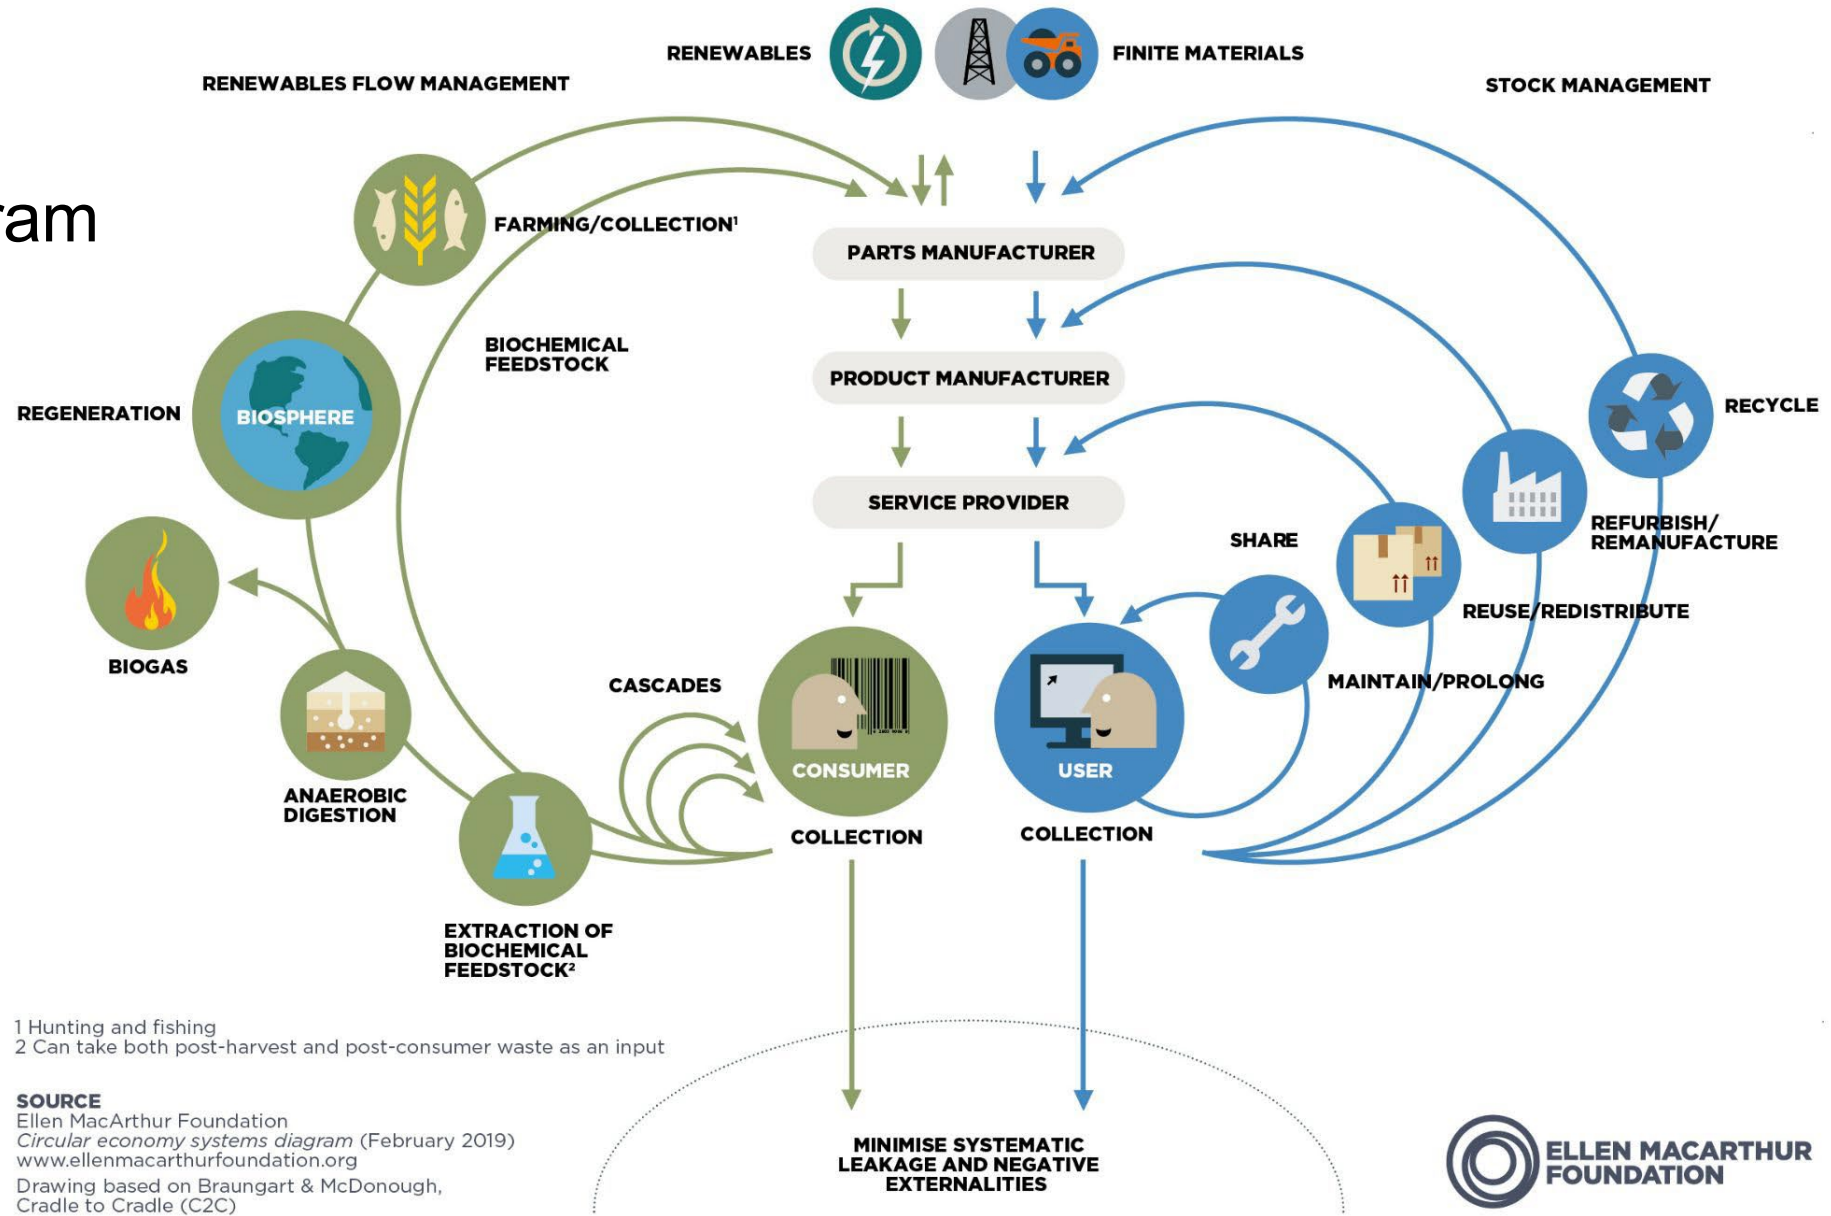 RENEWABLES
FINITE MATERIALS
RENEWABLES FLOW MANAGEMENT
STOCK MANAGEMENT
ram
FARMING/COLLECTION¹
PARTS MANUFACTURER
BIOCHEMICAL
FEEDSTOCK
PRODUCT MANUFACTURER
REGENERATION
BIOSPHERE
RECYCLE
SERVICE PROVIDER
SHARE
REFURBISH/
REMANUFACTURE
REUSE/REDISTRIBUTE
BIOGAS
CASCADES
MAINTAIN/PROLONG
CONSUMER
USER
ANAEROBIC
DIGESTION
COLLECTION
COLLECTION
EXTRACTION OF
BIOCHEMICAL
FEEDSTOCK²
1 Hunting and fishing
2 Can take both post-harvest and post-consumer waste as an input
SOURCE
Ellen MacArthur Foundation
Circular economy systems diagram (February 2019)
www.ellenmacarthurfoundation.org
Drawing based on Braungart & McDonough,
Cradle to Cradle (C2C)
MINIMISE SYSTEMATIC
LEAKAGE AND NEGATIVE
EXTERNALITIES
ELLEN MACARTHUR
FOUNDATION